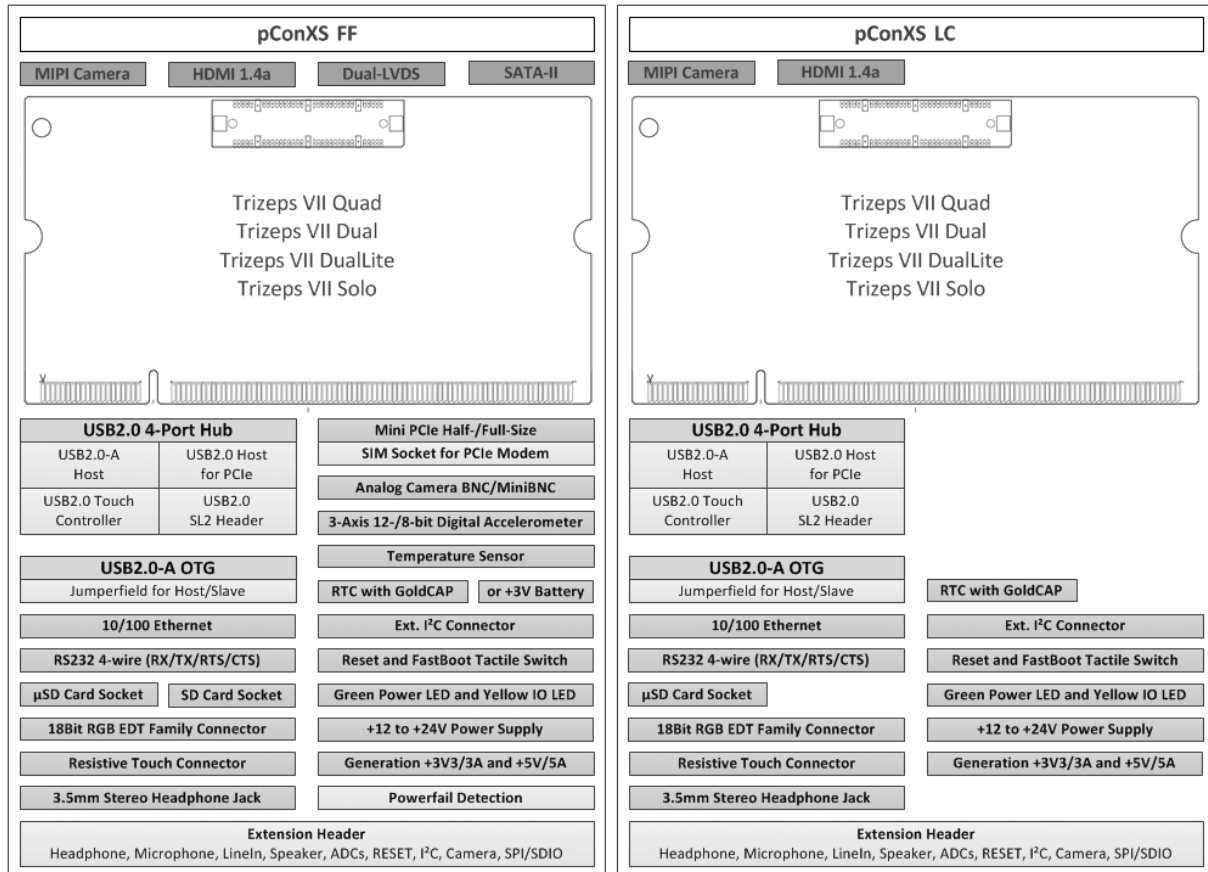 pConXS FF
MIPI Camera
HDMI 1.4a
Dual-LVDS
SATA-II
Trizeps VII Quad
Trizeps VII Dual
Trizeps VII DualLite
Trizeps VII Solo
USB2.0 4-Port Hub
USB2.0-A
Host
USB2.0 Host
for PCIe
USB2.0 Touch
Controller
USB2.0
SL2 Header
USB2.0-A OTG
Jumperfield for Host/Slave
10/100 Ethernet
RS232 4-wire (RX/TX/RTS/CTS)
µSD Card Socket
SD Card Socket
18Bit RGB EDT Family Connector
Resistive Touch Connector
3.5mm Stereo Headphone Jack
Mini PCIe Half-/Full-Size
SIM Socket for PCIe Modem
Analog Camera BNC/MiniBNC
3-Axis 12-/8-bit Digital Accelerometer
Temperature Sensor
RTC with GoldCAP
or +3V Battery
Ext. I²C Connector
Reset and FastBoot Tactile Switch
Green Power LED and Yellow IO LED
+12 to +24V Power Supply
Generation +3V3/3A and +5V/5A
Powerfail Detection
Extension Header
Headphone, Microphone, LineIn, Speaker, ADCs, RESET, I²C, Camera, SPI/SDIO
pConXS LC
MIPI Camera
HDMI 1.4a
Trizeps VII Quad
Trizeps VII Dual
Trizeps VII DualLite
Trizeps VII Solo
USB2.0 4-Port Hub
USB2.0-A
Host
USB2.0 Host
for PCIe
USB2.0 Touch
Controller
USB2.0
SL2 Header
USB2.0-A OTG
Jumperfield for Host/Slave
10/100 Ethernet
RS232 4-wire (RX/TX/RTS/CTS)
µSD Card Socket
18Bit RGB EDT Family Connector
Resistive Touch Connector
3.5mm Stereo Headphone Jack
RTC with GoldCAP
Ext. I²C Connector
Reset and FastBoot Tactile Switch
Green Power LED and Yellow IO LED
+12 to +24V Power Supply
Generation +3V3/3A and +5V/5A
Extension Header
Headphone, Microphone, LineIn, Speaker, ADCs, RESET, I²C, Camera, SPI/SDIO